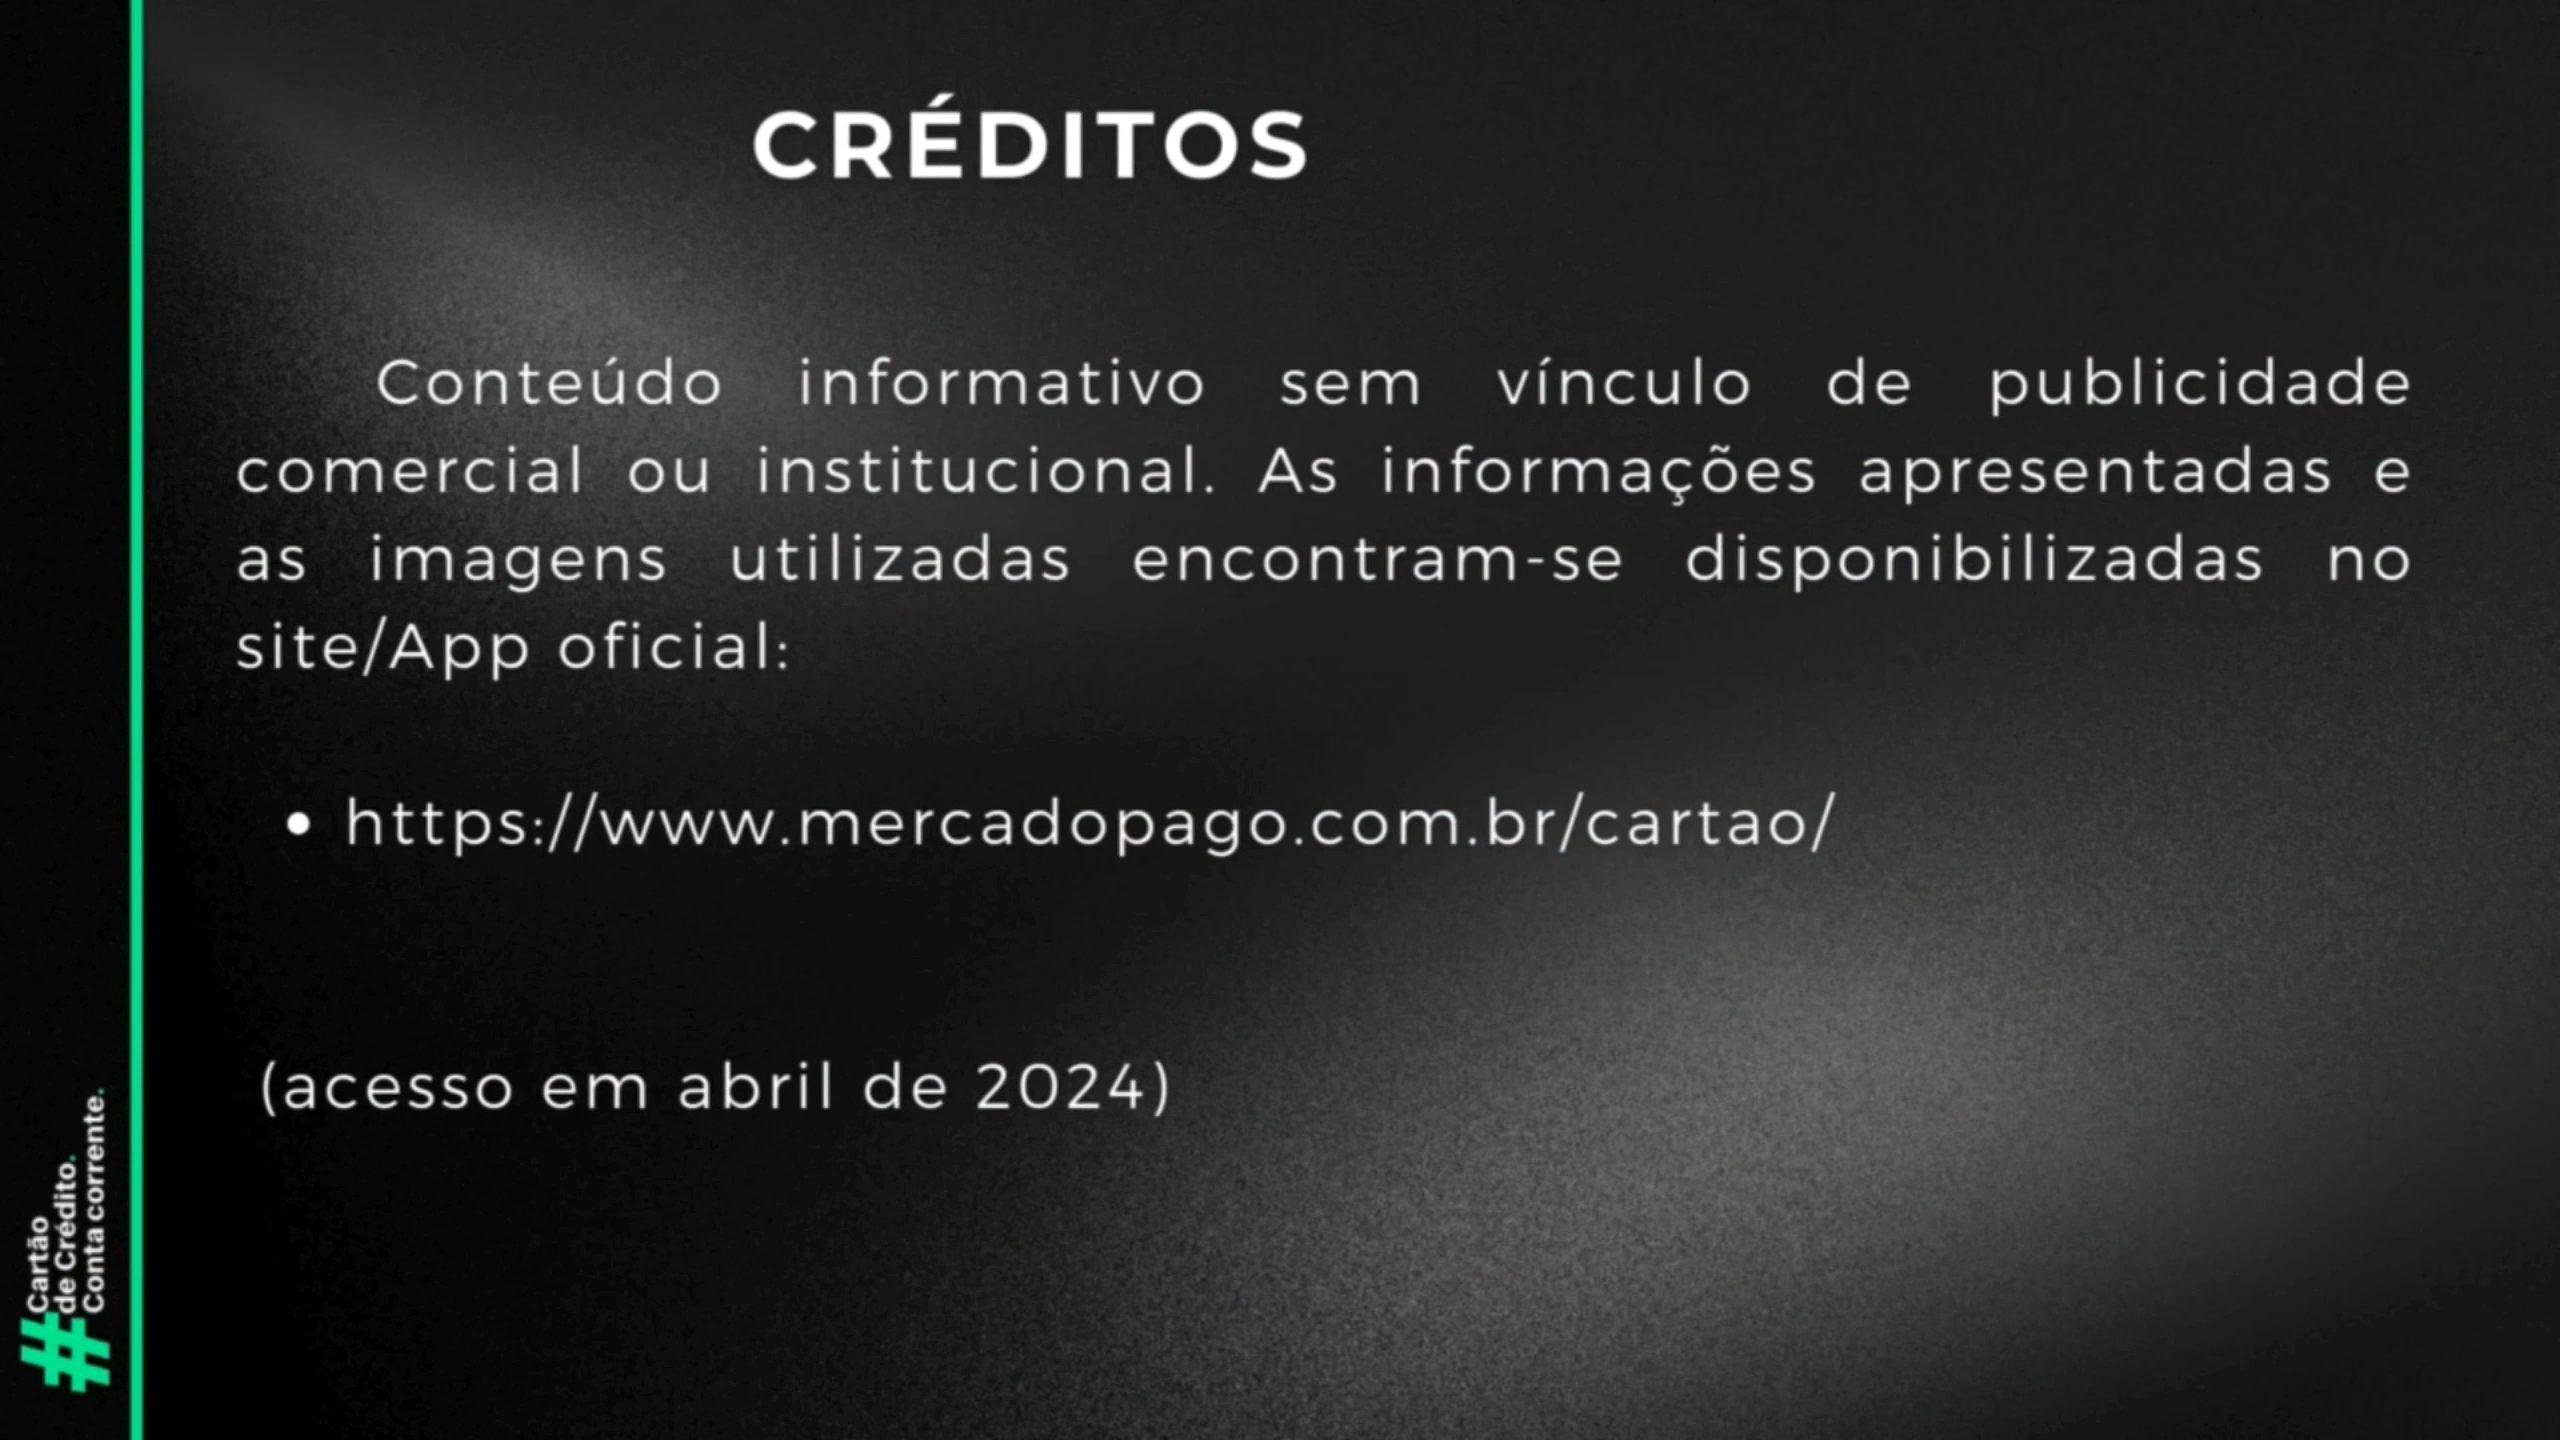 CRÉDITOS
Conteúdo informativo sem vínculo de publicidade
comercial ou institucional. As informações apresentadas e
as imagens utilizadas encontram-se disponibilizadas no
site/App oficial:
• https://www.mercadopago.com.br/cartao/
(acesso em abril de 2024)
#Cartão
de Crédito.
Conta corrente.